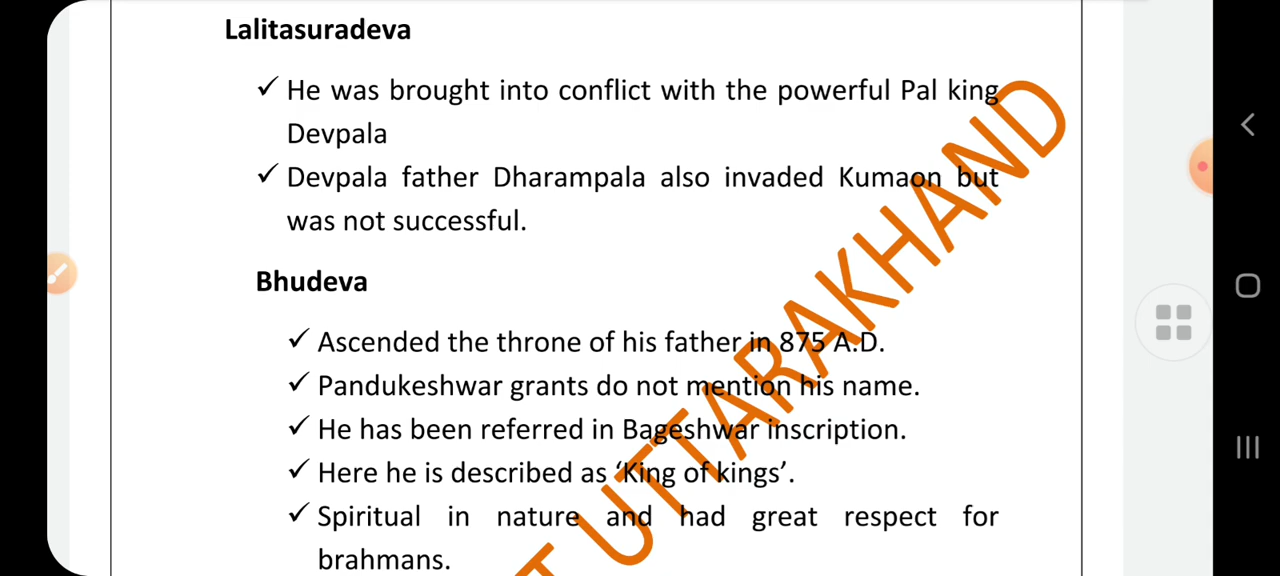 Lalitasuradeva
✓ He was brought into conflict with the powerful Pal king
Devpala
✓ Devpala father Dharampala also invaded Kumaon but
was not successful.
Bhudeva
✓ Ascended the throne of his father in 875 A.D.
✓ Pandukeshwar grants do not mention his name.
✓ He has been referred in Bageshwar inscription.
✓ Here he is described as ‘King of kings’.
✓ Spiritual in nature and had great respect for
brahmans.
T UTTARAKHAND